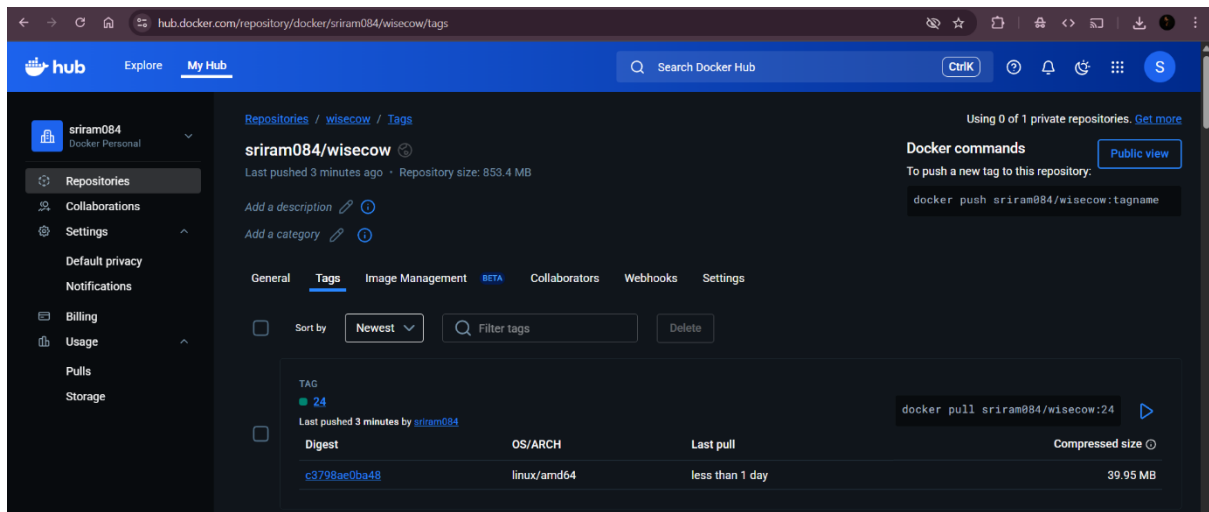 hub.docker.com/repository/docker/sriram084/wisecow/tags
hub
Explore
My Hub
Search Docker Hub
CtrlK
S
sriram084
Docker Personal
Repositories
Collaborations
Settings
Default privacy
Notifications
Billing
Usage
Pulls
Storage
Repositories / wisecow / Tags
Using 0 of 1 private repositories. Get more
sriram084/wisecow
Last pushed 3 minutes ago · Repository size: 853.4 MB
Add a description
Add a category
Docker commands
Public view
To push a new tag to this repository:
docker push sriram084/wisecow:tagname
General Tags Image Management BETA Collaborators Webhooks Settings
Sort by Newest Filter tags Delete
TAG
24
Last pushed 3 minutes by sriram084
docker pull sriram084/wisecow:24
Digest OS/ARCH Last pull Compressed size
c3798ae0ba48 linux/amd64 less than 1 day 39.95 MB